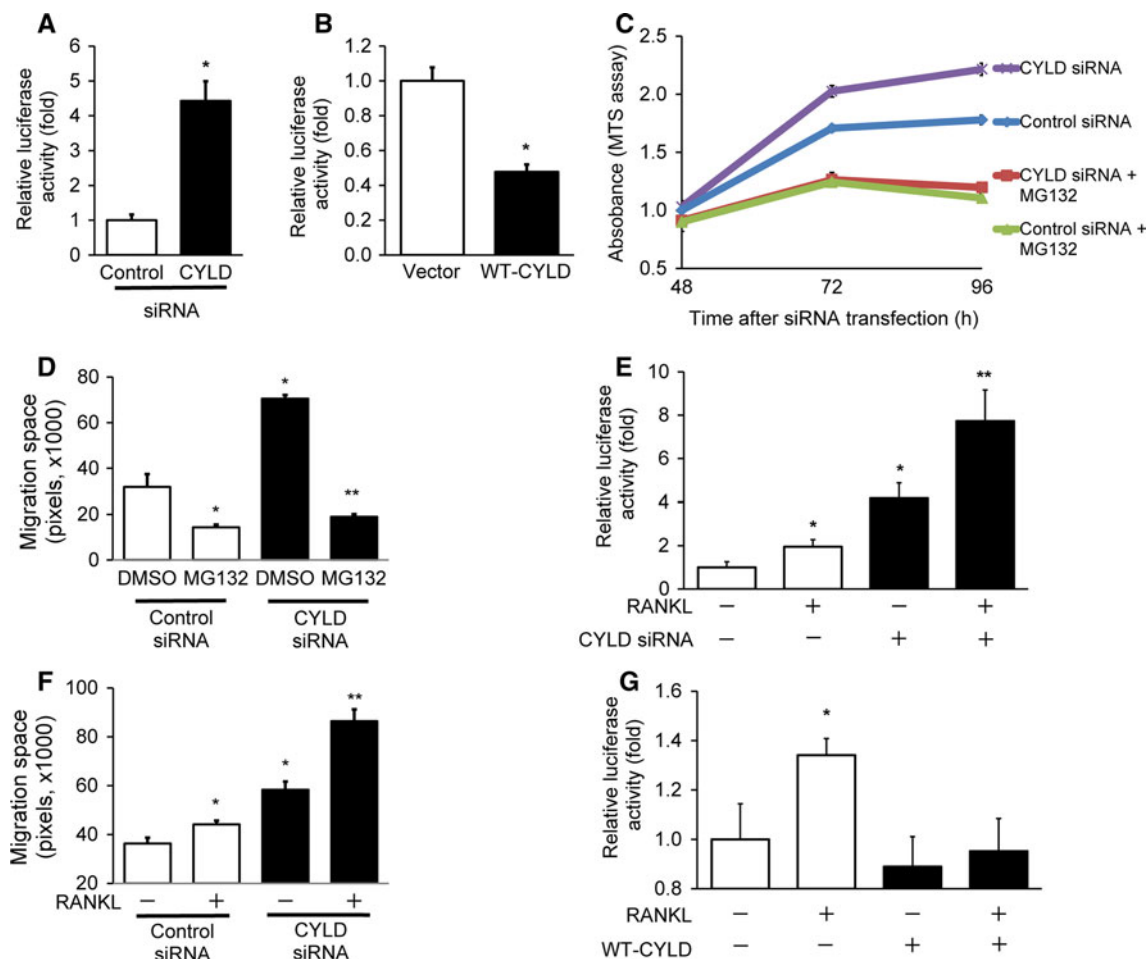 A
Relative luciferase
activity (fold)
6
5
4
3
2
1
0
*
Control CYLD
siRNA
B
Relative luciferase
activity (fold)
1.2
1.0
0.8
0.6
0.4
0.2
0.0
*
Vector WT-CYLD
C
Absobance (MTS assay)
2.5
2.0
1.5
1.0
0.5
48 72 96
Time after siRNA transfection (h)
CYLD siRNA
Control siRNA
CYLD siRNA +
MG132
Control siRNA +
MG132
D
Migration space
(pixels, x1000)
80
60
40
20
0
* * **
DMSO MG132 DMSO MG132
Control
siRNA
CYLD
siRNA
E
Relative luciferase
activity (fold)
10
8
6
4
2
0
* * **
RANKL − + − +
CYLD siRNA − − + +
F
Migration space
(pixels, x1000)
100
80
60
40
20
* * **
RANKL − + − +
Control
siRNA
CYLD
siRNA
G
Relative luciferase
activity (fold)
1.6
1.4
1.2
1.0
0.8
*
RANKL − + − +
WT-CYLD − − + +